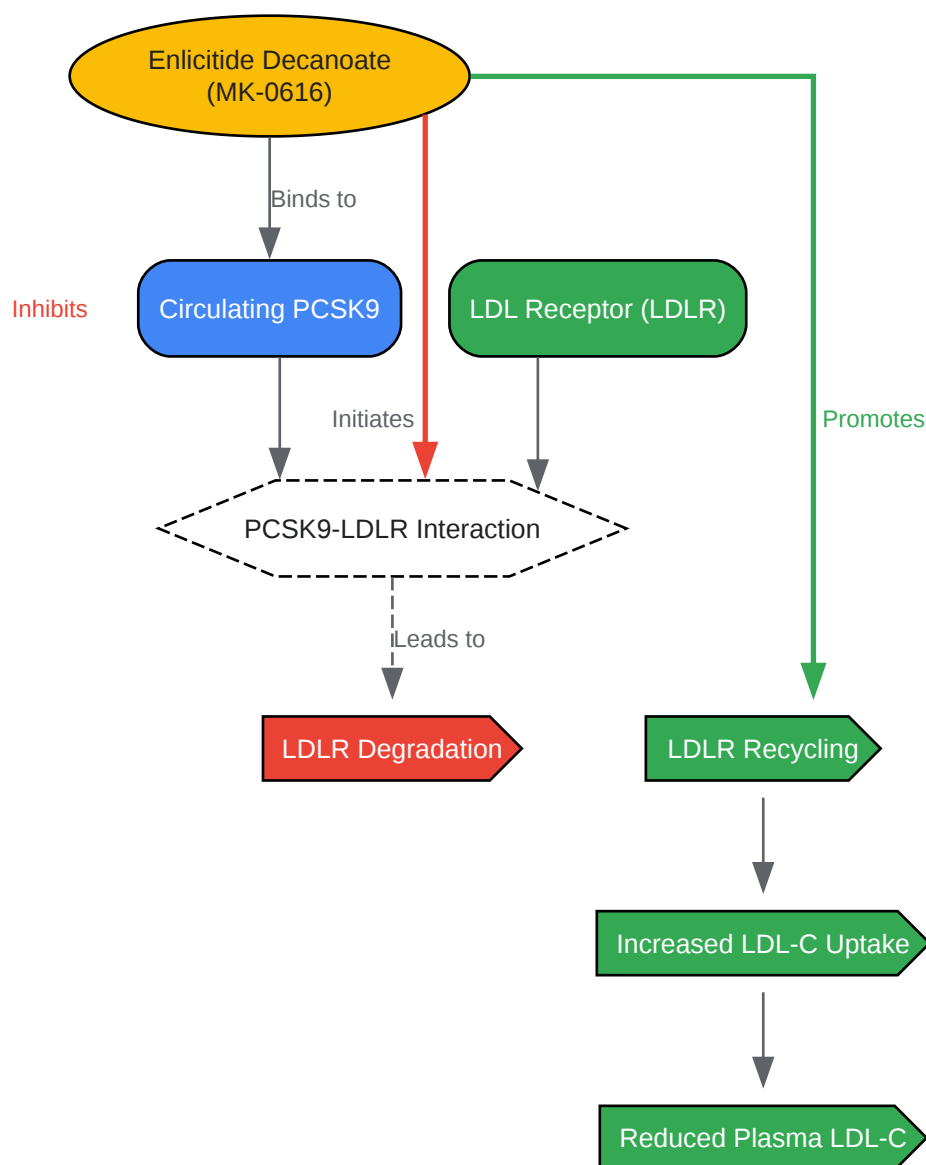 Enlicitide Decanoate
(MK-0616)
Binds to
Inhibits
Circulating PCSK9
LDL Receptor (LDLR)
Initiates
Promotes
PCSK9-LDLR Interaction
Leads to
LDLR Degradation
LDLR Recycling
Increased LDL-C Uptake
Reduced Plasma LDL-C